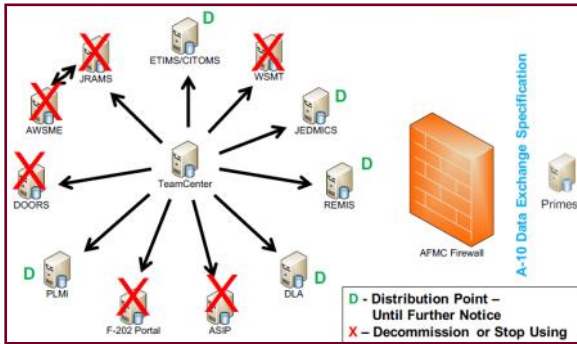 D
ETIMS/CITOMS
X
JRAMS
X
WSMT
X
AWSME
D
JEDMICS
TeamCenter
X
DOORS
D
REMIS
D
PLMi
X
F-202 Portal
X
ASIP
D
DLA
AFMC Firewall
A-10 Data Exchange Specification
Primes
D - Distribution Point –
Until Further Notice
X – Decommission or Stop Using